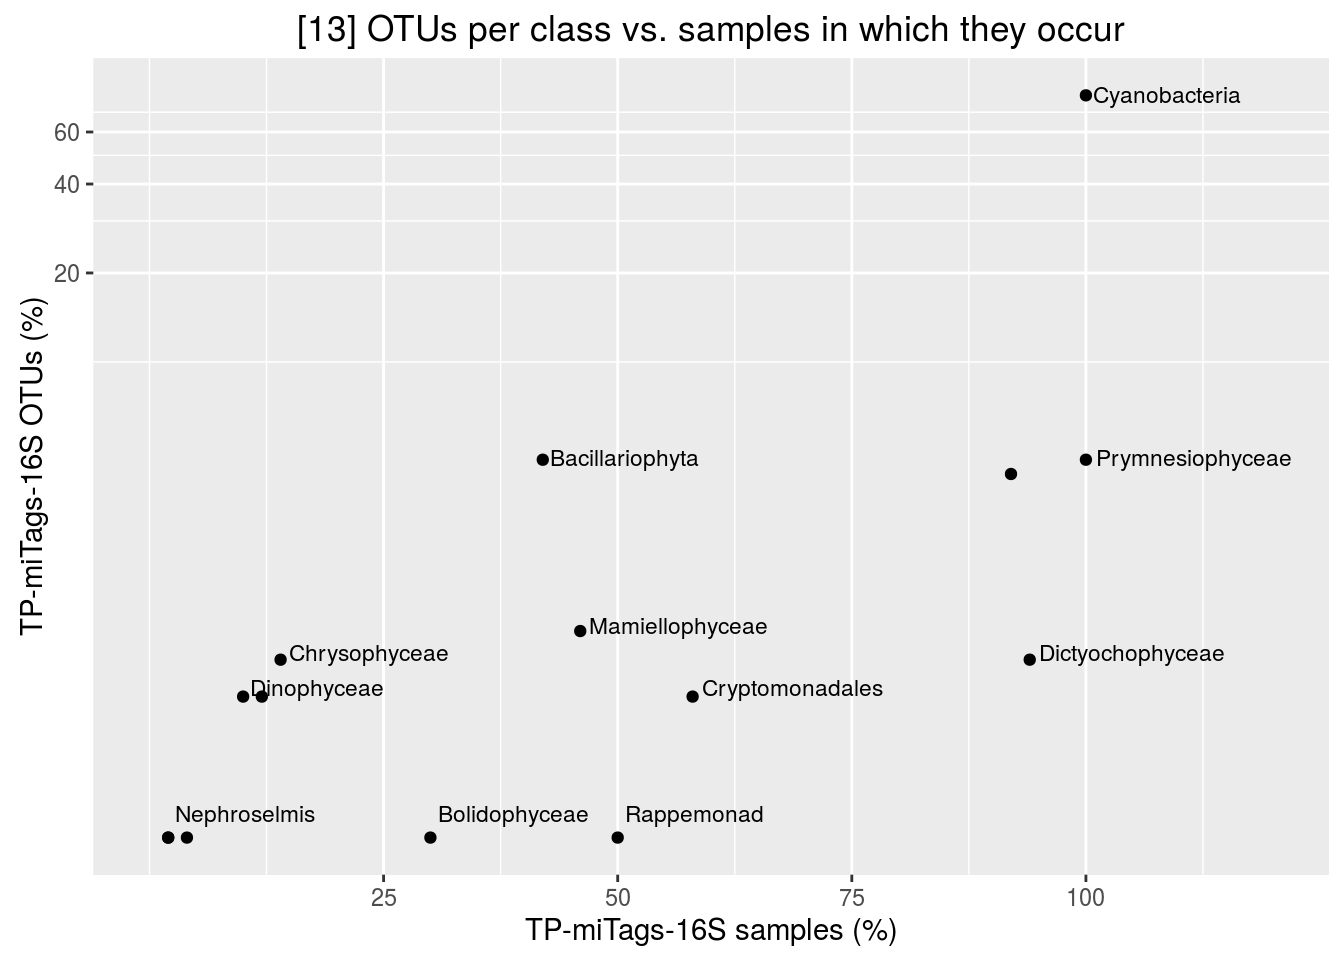 [13] OTUs per class vs. samples in which they occur
Cyanobacteria
60
40
20
TP-miTags-16S OTUs (%)
Bacillariophyta
Prymnesiophyceae
Mamiellophyceae
Chrysophyceae
Dictyochophyceae
Dinophyceae
Cryptomonadales
Nephroselmis
Bolidophyceae
Rappemonad
25
50
75
100
TP-miTags-16S samples (%)